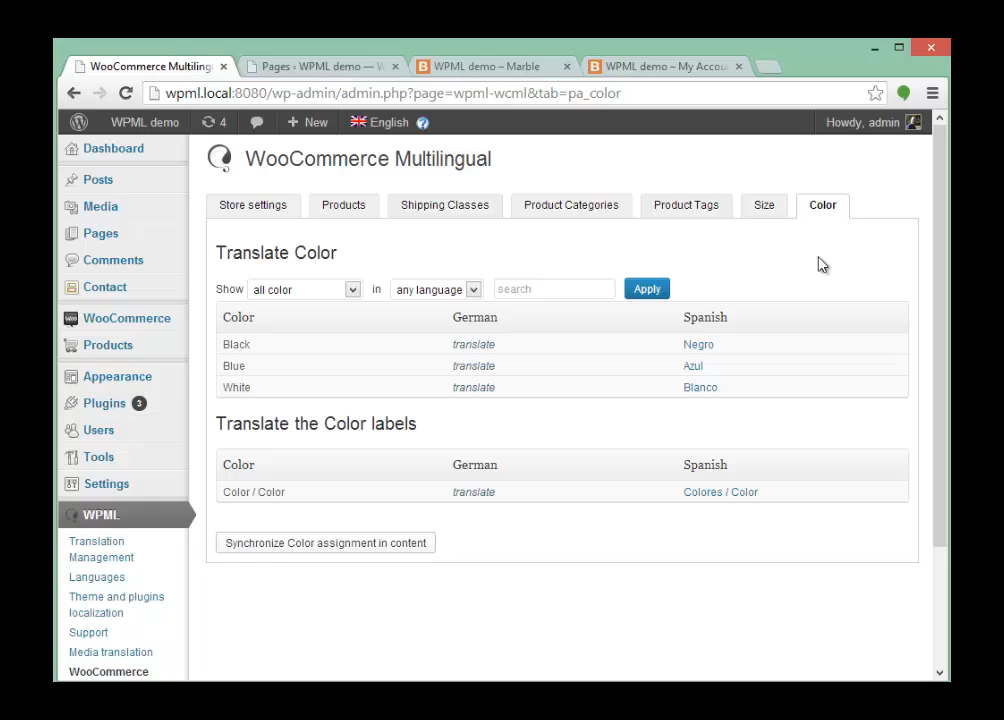 WooCommerce Multiling
Pages ‹ WPML demo —
WPML demo – Marble
WPML demo – My Accou
wpml.local:8080/wp-admin/admin.php?page=wpml-wcml&tab=pa_color
WPML demo 4 + New English ? Howdy, admin
Dashboard
Posts
Media
Pages
Comments
Contact
WooCommerce
Products
Appearance
Plugins 3
Users
Tools
Settings
WPML
Translation
Management
Languages
Theme and plugins
localization
Support
Media translation
WooCommerce
WooCommerce Multilingual
Store settings Products Shipping Classes Product Categories Product Tags Size Color
Translate Color
Show all color in any language search Apply
Color German Spanish
Black translate Negro
Blue translate Azul
White translate Blanco
Translate the Color labels
Color German Spanish
Color / Color translate Colores / Color
Synchronize Color assignment in content